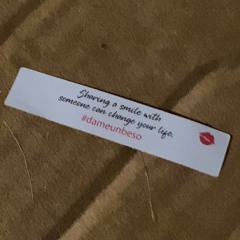 Sharing a smile with
someone can change your life.
#dameunbeso